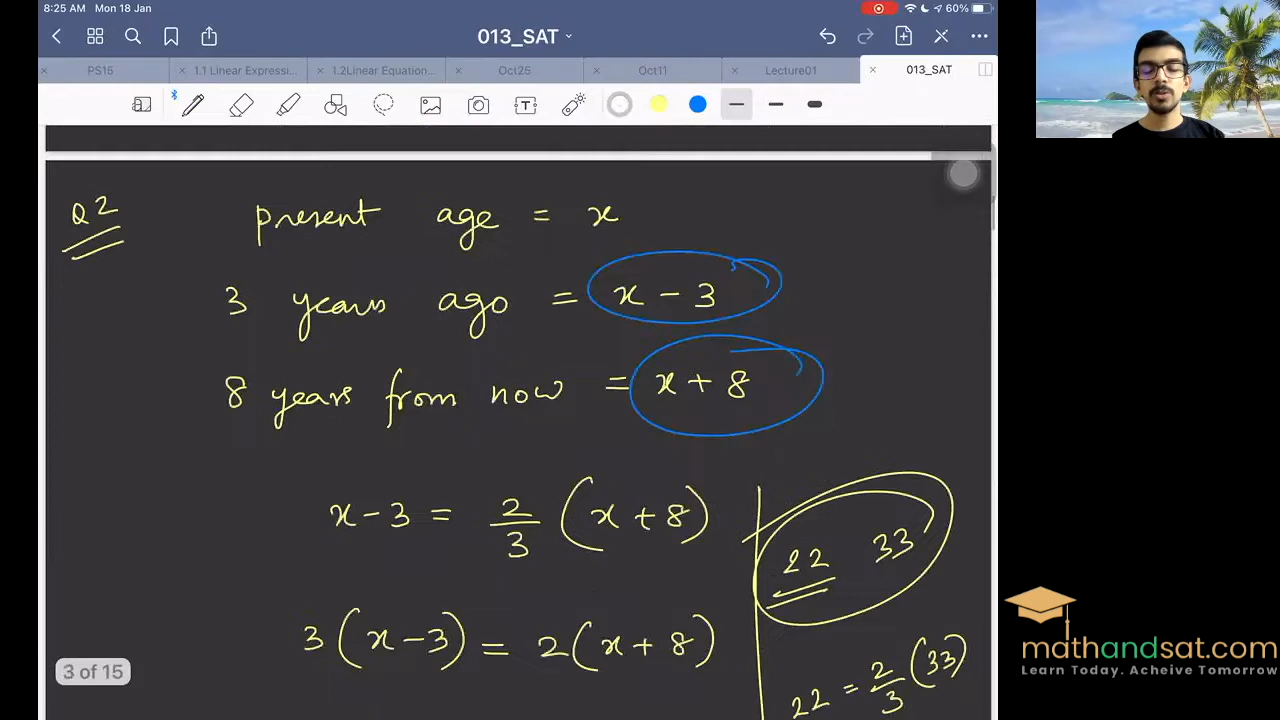 8:25 AM Mon 18 Jan
60%
013_SAT
PS15
1.1 Linear Expressi...
1.2Linear Equation...
Oct25
Oct11
Lecture01
013_SAT
Q2
present age = x
3 years ago = x - 3
8 years from now = x + 8
x - 3 = 2/3 (x + 8)
22 33
3(x - 3) = 2(x + 8)
22 = 2/3 (33)
3 of 15
mathandsat.com
Learn Today. Acheive Tomorrow